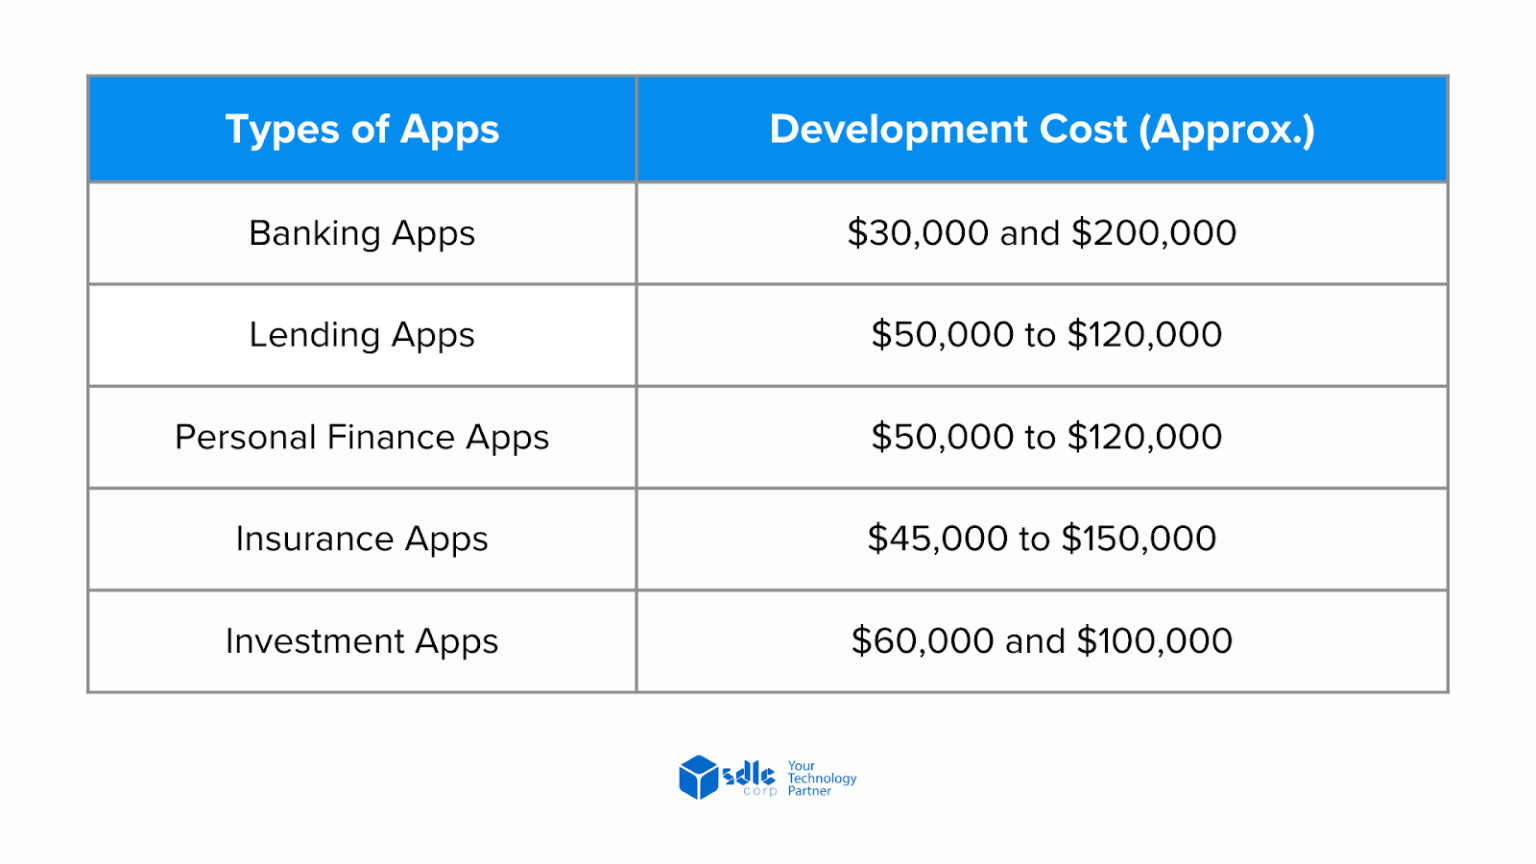 Types of Apps
Development Cost (Approx.)
Banking Apps
$30,000 and $200,000
Lending Apps
$50,000 to $120,000
Personal Finance Apps
$50,000 to $120,000
Insurance Apps
$45,000 to $150,000
Investment Apps
$60,000 and $100,000
sdlc
corp
Your
Technology
Partner